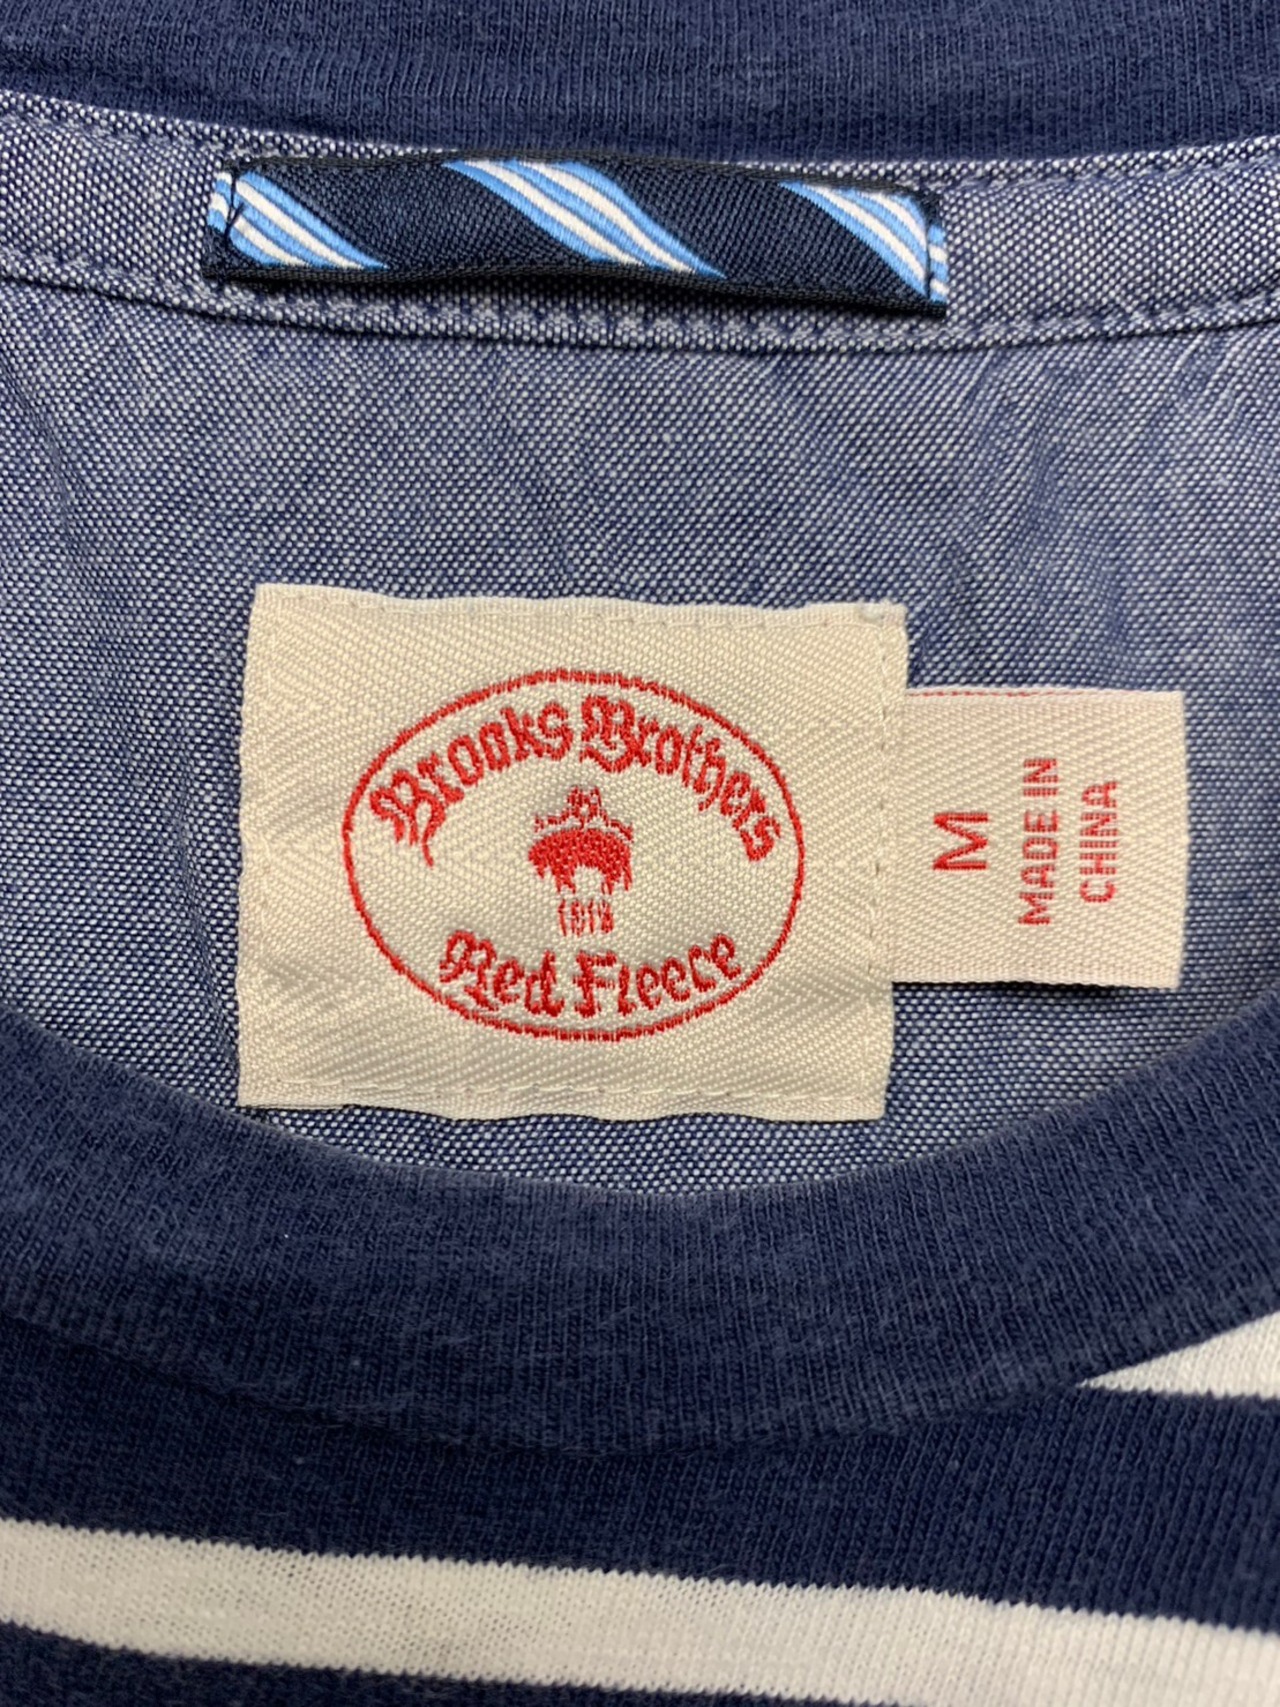 Brooks Brothers
1818
Red Fleece
M
MADE IN
CHINA